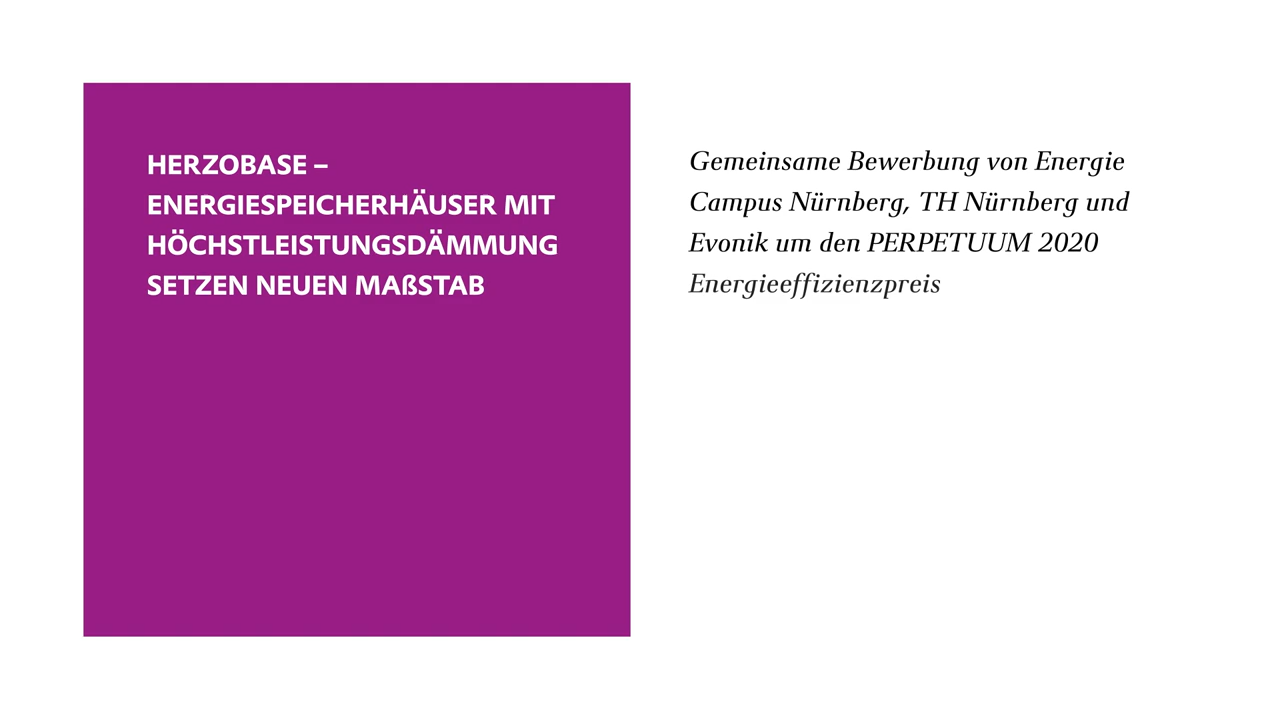 HERZOBASE –
ENERGIESPEICHERHÄUSER MIT
HÖCHSTLEISTUNGSDÄMMUNG
SETZEN NEUEN MAßSTAB
Gemeinsame Bewerbung von Energie
Campus Nürnberg, TH Nürnberg und
Evonik um den PERPETUUM 2020
Energieeffizienzpreis